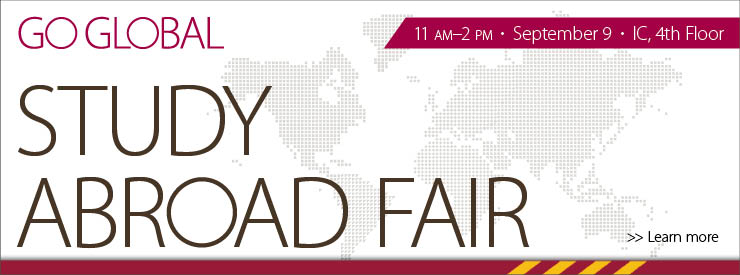 GO GLOBAL
11 AM–2 PM • September 9 • IC, 4th Floor
STUDY
ABROAD FAIR
>> Learn more